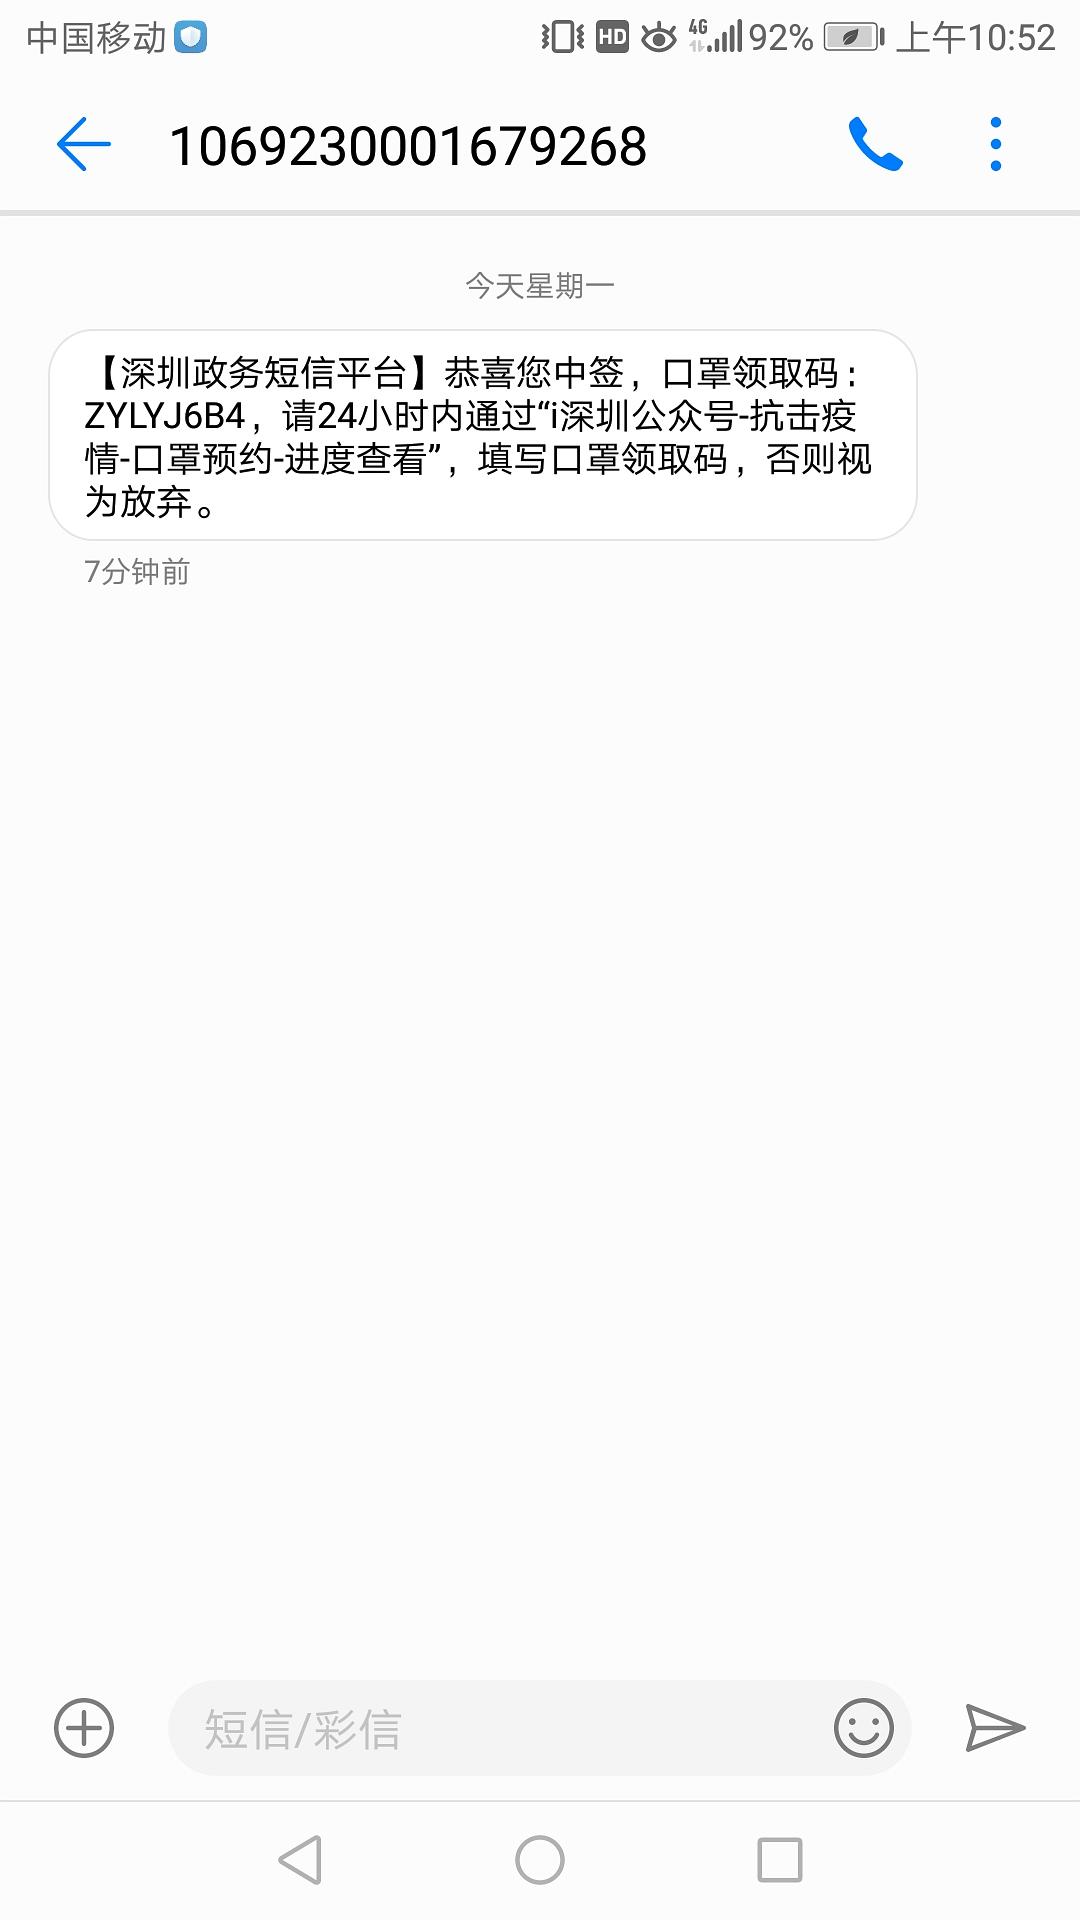 中国移动 HD 4G 92% 上午10:52
1069230001679268
今天星期一
【深圳政务短信平台】恭喜您中签，口罩领取码：
ZYLYJ6B4，请24小时内通过“i深圳公众号-抗击疫
情-口罩预约-进度查看”，填写口罩领取码，否则视
为放弃。
7分钟前
短信/彩信